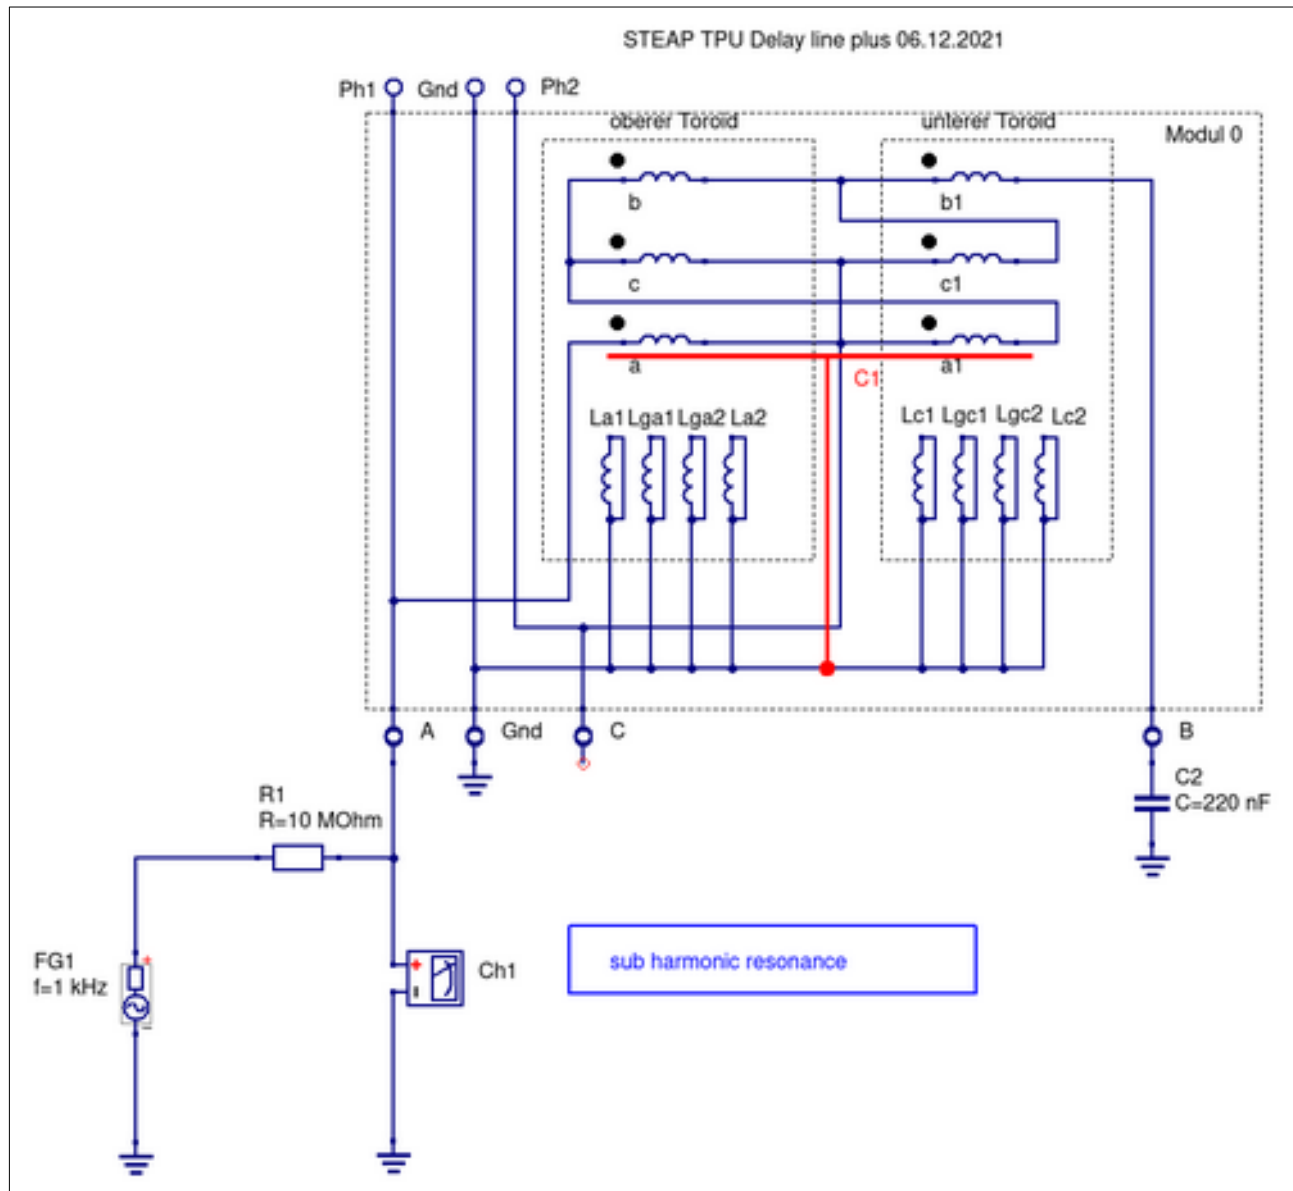 STEAP TPU Delay line plus 06.12.2021
Ph1 Gnd Ph2
oberer Toroid unterer Toroid
Modul 0
b b1
c c1
a a1
C1
La1 Lga1 Lga2 La2 Lc1 Lgc1 Lgc2 Lc2
A Gnd C B
C2
C=220 nF
R1
R=10 MOhm
FG1
f=1 kHz
Ch1
sub harmonic resonance